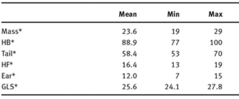 Mean Min Max
Mass* 23.6 19 29
HB* 88.9 77 100
Tail* 58.4 53 70
HF* 16.4 13 19
Ear* 12.0 7 15
GLS* 25.6 24.1 27.8